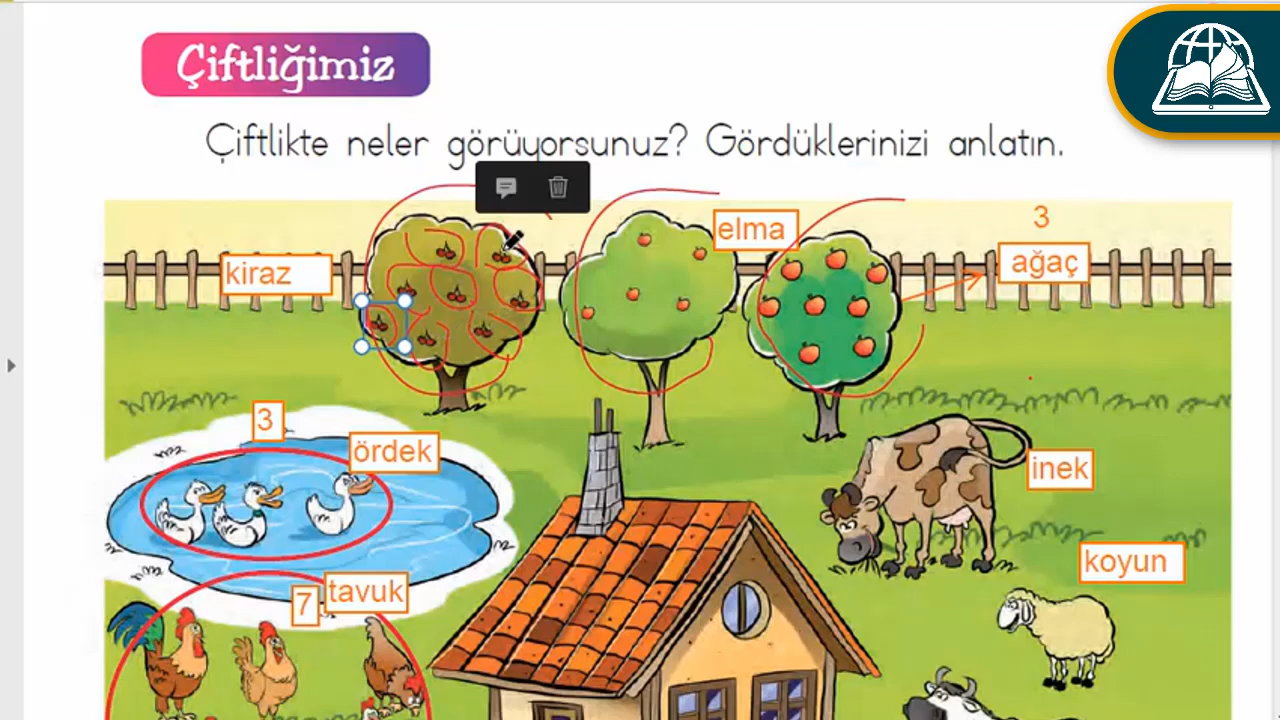 Çiftliğimiz
Çiftlikte neler görüyorsunuz? Gördüklerinizi anlatın.
3
elma
ağaç
kiraz
3
ördek
inek
koyun
tavuk
7